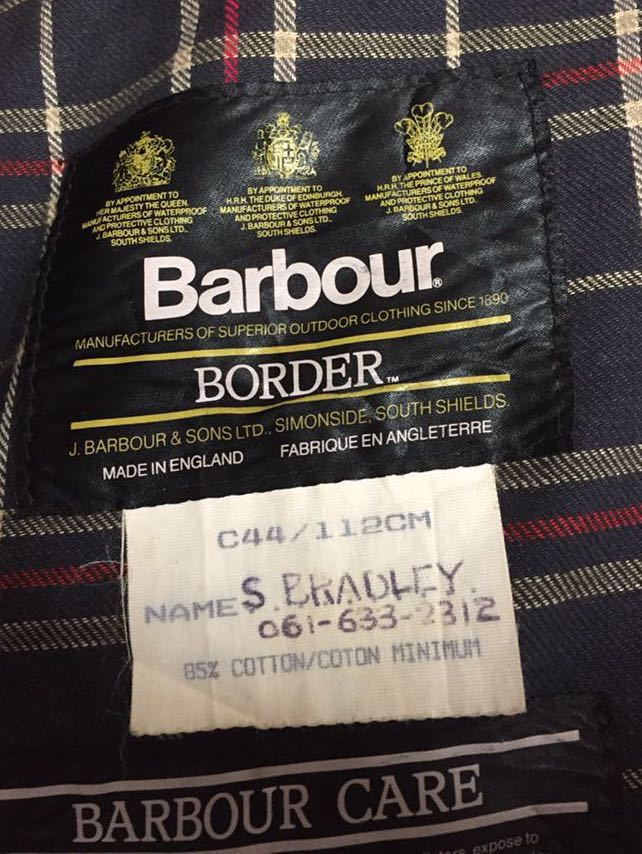 BY APPOINTMENT TO
HER MAJESTY THE QUEEN.
MANUFACTURERS OF WATERPROOF
AND PROTECTIVE CLOTHING
J. BARBOUR & SONS LTD.
SOUTH SHIELDS.
BY APPOINTMENT TO
H.R.H. THE DUKE OF EDINBURGH.
MANUFACTURERS OF WATERPROOF
AND PROTECTIVE CLOTHING
J. BARBOUR & SONS LTD.
SOUTH SHIELDS.
BY APPOINTMENT TO
H.R.H. THE PRINCE OF WALES.
MANUFACTURERS OF WATERPROOF
AND PROTECTIVE CLOTHING
J. BARBOUR & SONS LTD.
SOUTH SHIELDS.
Barbour®
MANUFACTURERS OF SUPERIOR OUTDOOR CLOTHING SINCE 1890
BORDER™
J. BARBOUR & SONS LTD., SIMONSIDE, SOUTH SHIELDS.
MADE IN ENGLAND FABRIQUE EN ANGLETERRE
C44/112CM
NAME S. BRADLEY.
061-633-2312
85% COTTON/COTON MINIMUM
BARBOUR CARE
expose to